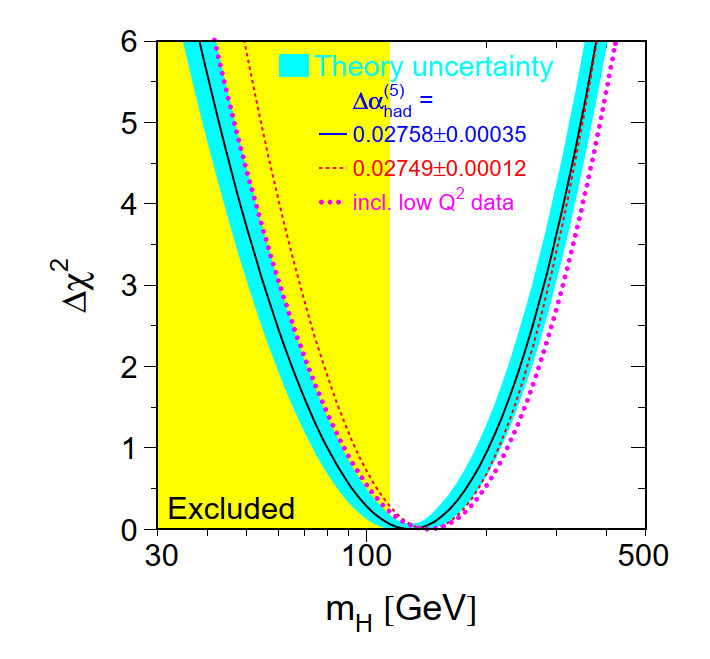 6
5
4
3
2
1
0
Δχ²
Theory uncertainty
Δα(5)had =
0.02758±0.00035
0.02749±0.00012
incl. low Q² data
Excluded
30
100
500
mH [GeV]